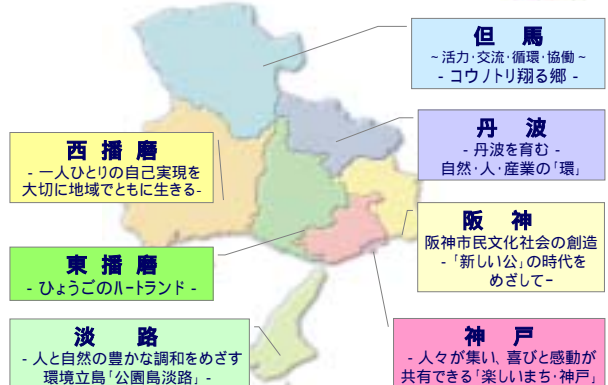 但 馬
~活力・交流・循環・協働~
- コウノトリ翔る郷 -
丹 波
- 丹波を育む -
自然・人・産業の「環」
西 播 磨
- 一人ひとりの自己実現を
大切に地域でともに生きる-
阪 神
阪神市民文化社会の創造
- 「新しい公」の時代を
めざして-
東 播 磨
- ひょうごのハートランド -
淡 路
- 人と自然の豊かな調和をめざす
環境立島「公園島淡路」 -
神 戸
- 人々が集い、喜びと感動が
共有できる「楽しいまち・神戸」